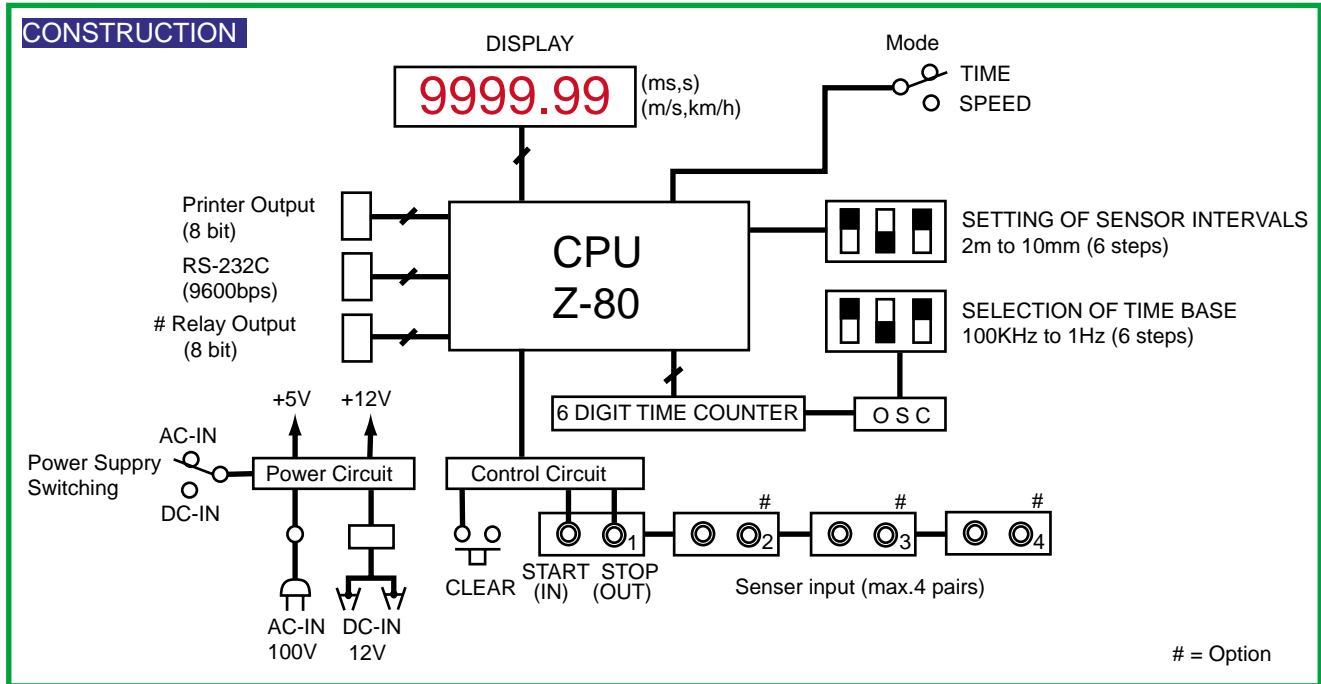 CONSTRUCTION
DISPLAY
9999.99
(ms,s)
(m/s,km/h)
Mode
TIME
SPEED
Printer Output
(8 bit)
RS-232C
(9600bps)
# Relay Output
(8 bit)
CPU
Z-80
SETTING OF SENSOR INTERVALS
2m to 10mm (6 steps)
SELECTION OF TIME BASE
100KHz to 1Hz (6 steps)
6 DIGIT TIME COUNTER
O S C
+5V
+12V
AC-IN
Power Suppry
Switching
DC-IN
Power Circuit
Control Circuit
AC-IN
100V
DC-IN
12V
CLEAR
START
(IN)
STOP
(OUT)
1
#
2
#
3
#
4
Senser input (max.4 pairs)
# = Option